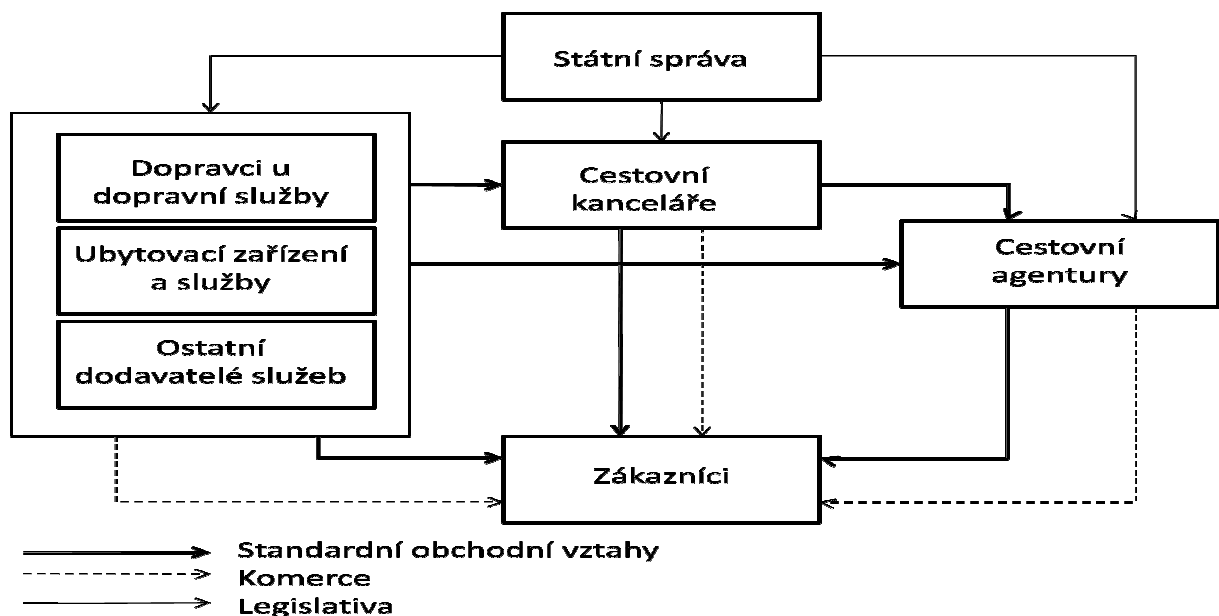 Státní správa
Dopravci u
dopravní služby
Ubytovací zařízení
a služby
Ostatní
dodavatelé služeb
Cestovní
kanceláře
Cestovní
agentury
Zákazníci
Standardní obchodní vztahy
Komerce
Legislativa